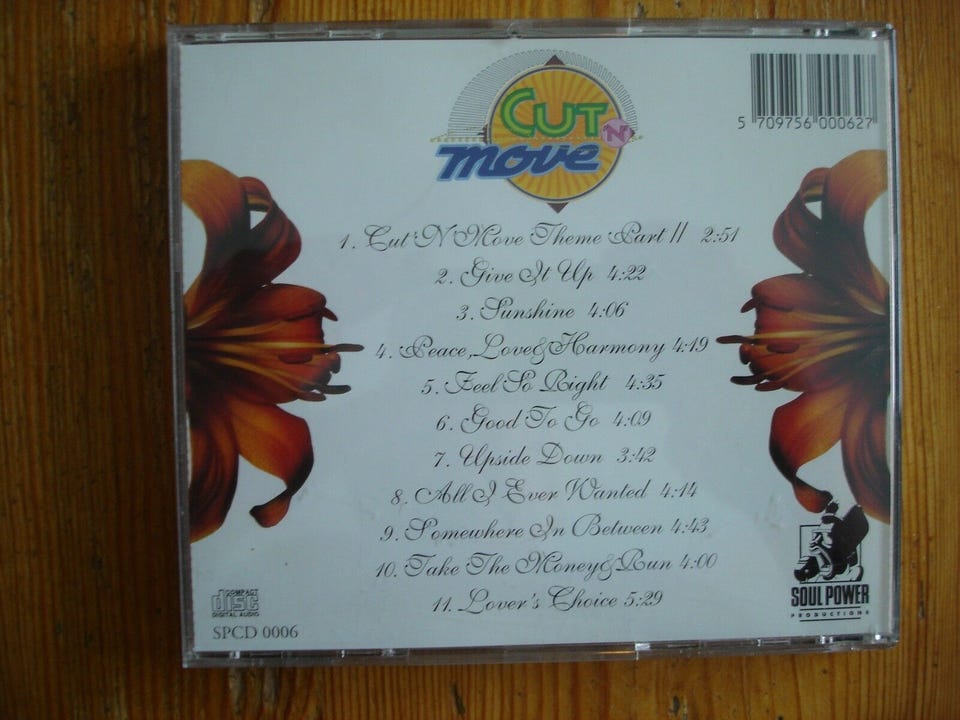 CUT
'N'
move
5 709756 000627
1. Cut 'N' Move Theme Part II 2:51
2. Give It Up 4:22
3. Sunshine 4:06
4. Peace, Love & Harmony 4:19
5. Feel So Right 4:35
6. Good To Go 4:09
7. Upside Down 3:42
8. All I Ever Wanted 4:14
9. Somewhere In Between 4:43
10. Take The Money & Run 4:00
11. Lover's Choice 5:29
COMPACT
disc
DIGITAL AUDIO
SPCD 0006
SOUL POWER
PRODUCTIONS